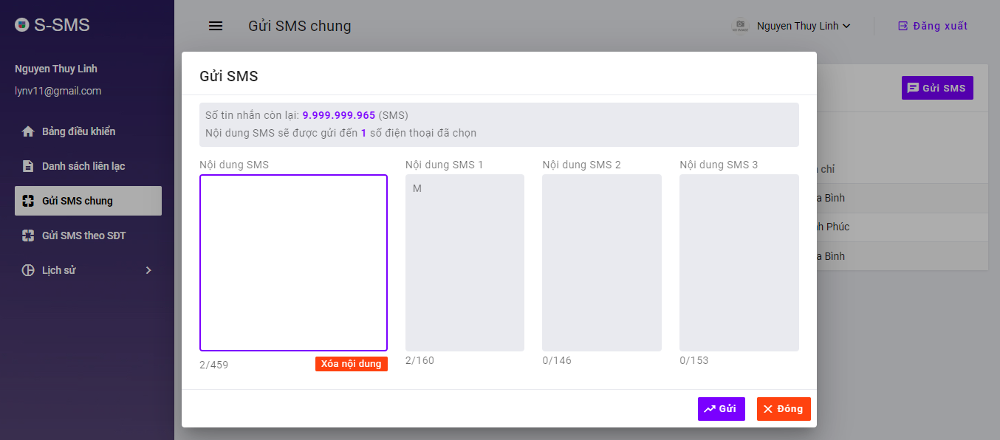 S-SMS
Gửi SMS chung
Nguyen Thuy Linh
Đăng xuất
Nguyen Thuy Linh
lynv11@gmail.com
Bảng điều khiển
Danh sách liên lạc
Gửi SMS chung
Gửi SMS theo SĐT
Lịch sử
Gửi SMS
Gửi SMS
Số tin nhắn còn lại: 9.999.999.965 (SMS)
Nội dung SMS sẽ được gửi đến 1 số điện thoại đã chọn
Nội dung SMS
Nội dung SMS 1
Nội dung SMS 2
Nội dung SMS 3
M
2/459
Xóa nội dung
2/160
0/146
0/153
Gửi
Đóng
chỉ
a Bình
h Phúc
a Bình